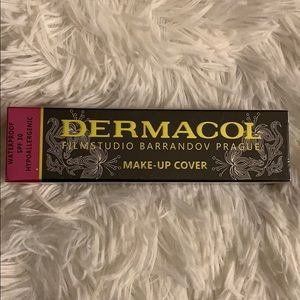 WATERPROOF
SPF 30
HYPOALLERGENIC
DERMACOL
FILMSTUDIO BARRANDOV PRAGUE
MAKE-UP COVER